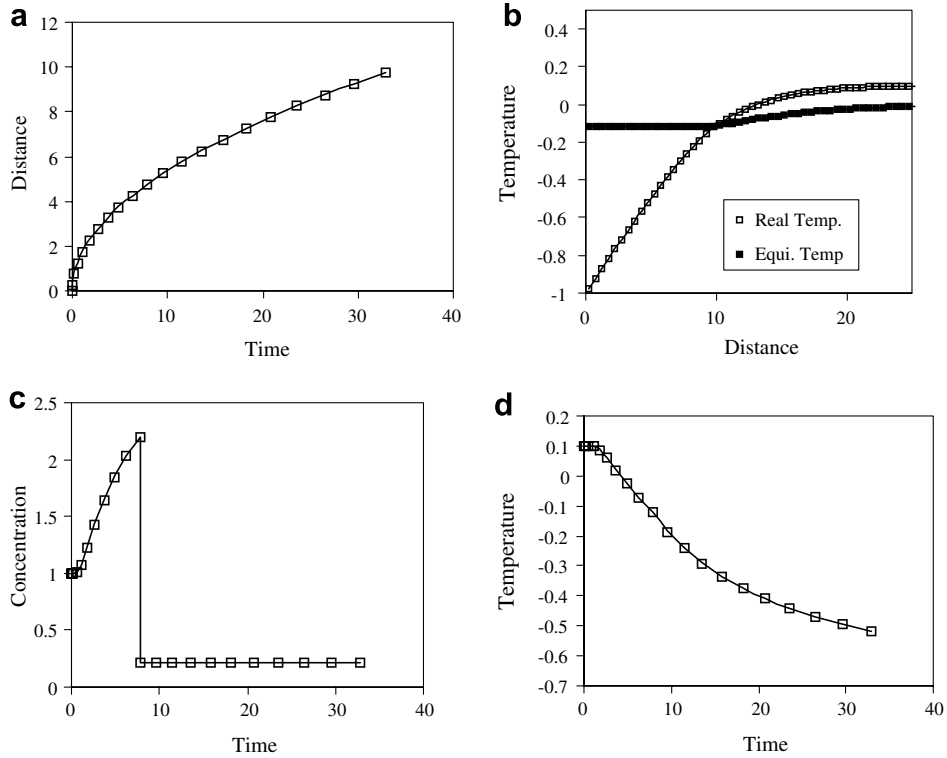 a
12
10
8
6
4
2
0
Distance
0 10 20 30 40
Time
b
0.4
0.2
0
-0.2
-0.4
-0.6
-0.8
-1
Temperature
Real Temp.
Equi. Temp
0 10 20
Distance
c
2.5
2
1.5
1
0.5
0
Concentration
0 10 20 30 40
Time
d
0.2
0.1
0
-0.1
-0.2
-0.3
-0.4
-0.5
-0.6
-0.7
Temperature
0 10 20 30 40
Time